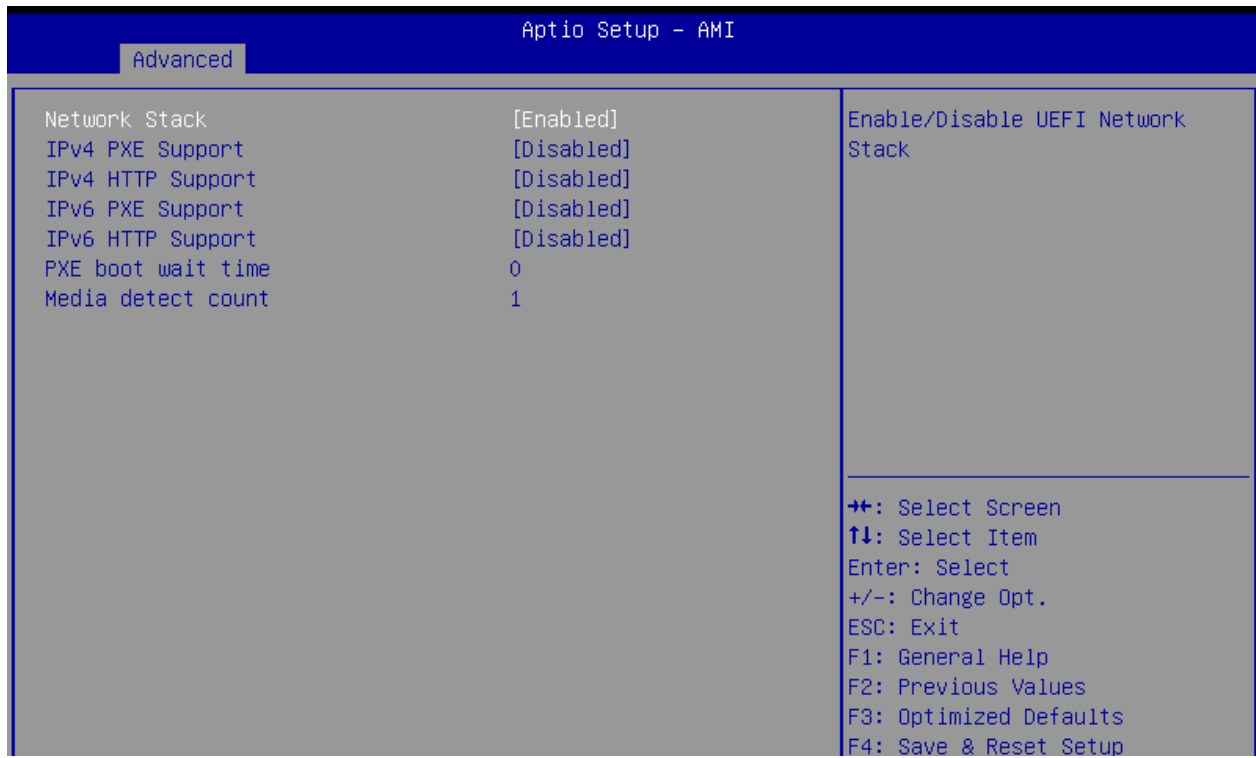 Aptio Setup – AMI
Advanced
Network Stack [Enabled]
IPv4 PXE Support [Disabled]
IPv4 HTTP Support [Disabled]
IPv6 PXE Support [Disabled]
IPv6 HTTP Support [Disabled]
PXE boot wait time 0
Media detect count 1
Enable/Disable UEFI Network
Stack
→←: Select Screen
↑↓: Select Item
Enter: Select
+/-: Change Opt.
ESC: Exit
F1: General Help
F2: Previous Values
F3: Optimized Defaults
F4: Save & Reset Setup